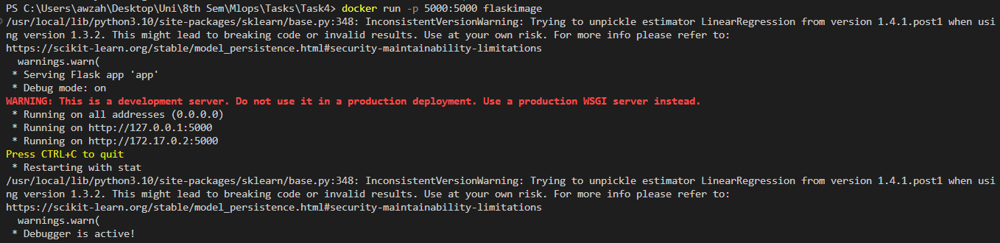 PS C:\Users\awzah\Desktop\Uni\8th Sem\Mlops\Tasks\Task4> docker run -p 5000:5000 flaskimage
/usr/local/lib/python3.10/site-packages/sklearn/base.py:348: InconsistentVersionWarning: Trying to unpickle estimator LinearRegression from version 1.4.1.post1 when usi
ng version 1.3.2. This might lead to breaking code or invalid results. Use at your own risk. For more info please refer to:
https://scikit-learn.org/stable/model_persistence.html#security-maintainability-limitations
  warnings.warn(
 * Serving Flask app 'app'
 * Debug mode: on
WARNING: This is a development server. Do not use it in a production deployment. Use a production WSGI server instead.
 * Running on all addresses (0.0.0.0)
 * Running on http://127.0.0.1:5000
 * Running on http://172.17.0.2:5000
Press CTRL+C to quit
 * Restarting with stat
/usr/local/lib/python3.10/site-packages/sklearn/base.py:348: InconsistentVersionWarning: Trying to unpickle estimator LinearRegression from version 1.4.1.post1 when usi
ng version 1.3.2. This might lead to breaking code or invalid results. Use at your own risk. For more info please refer to:
https://scikit-learn.org/stable/model_persistence.html#security-maintainability-limitations
  warnings.warn(
 * Debugger is active!